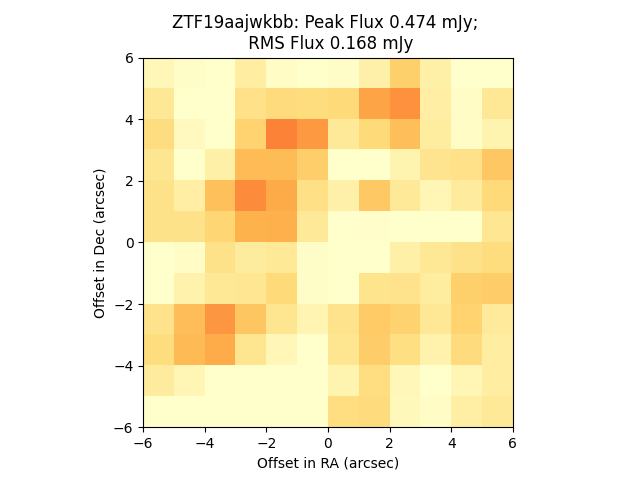 ZTF19aajwkbb: Peak Flux 0.474 mJy;
RMS Flux 0.168 mJy
6
4
2
0
−2
−4
−6
Offset in Dec (arcsec)
−6 −4 −2 0 2 4 6
Offset in RA (arcsec)